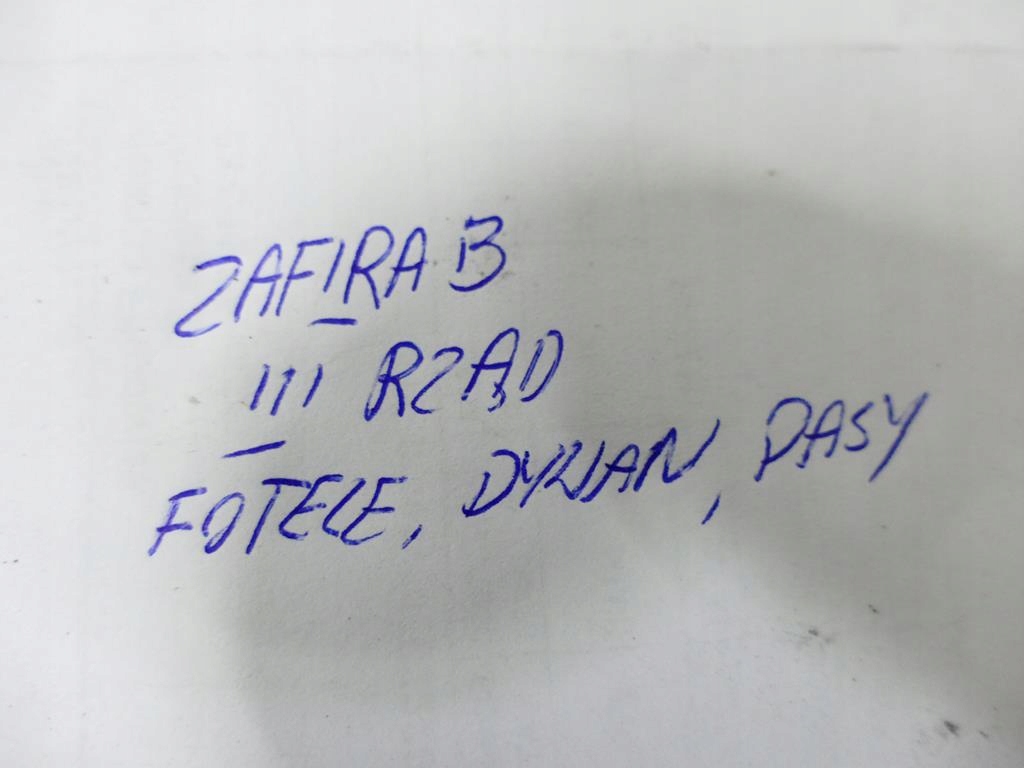 ZAFIRA B
III RZĄD
FOTELE, DYWAN, PASY